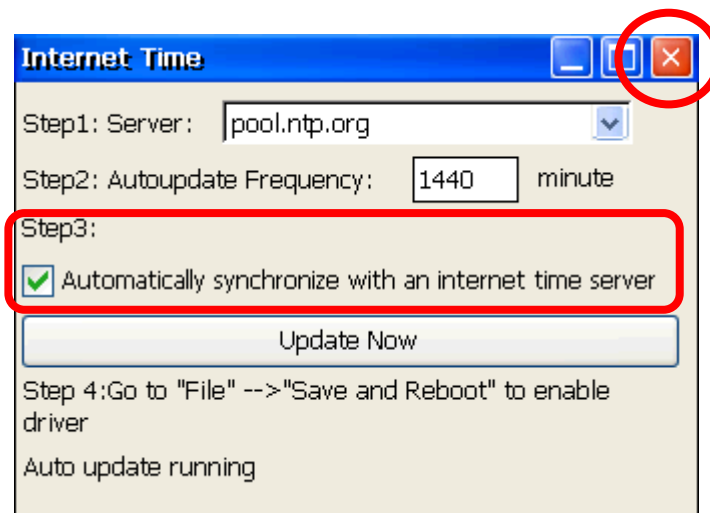 Internet Time
Step1: Server: pool.ntp.org
Step2: Autoupdate Frequency: 1440 minute
Step3:
Automatically synchronize with an internet time server
Update Now
Step 4:Go to "File" -->"Save and Reboot" to enable
driver
Auto update running